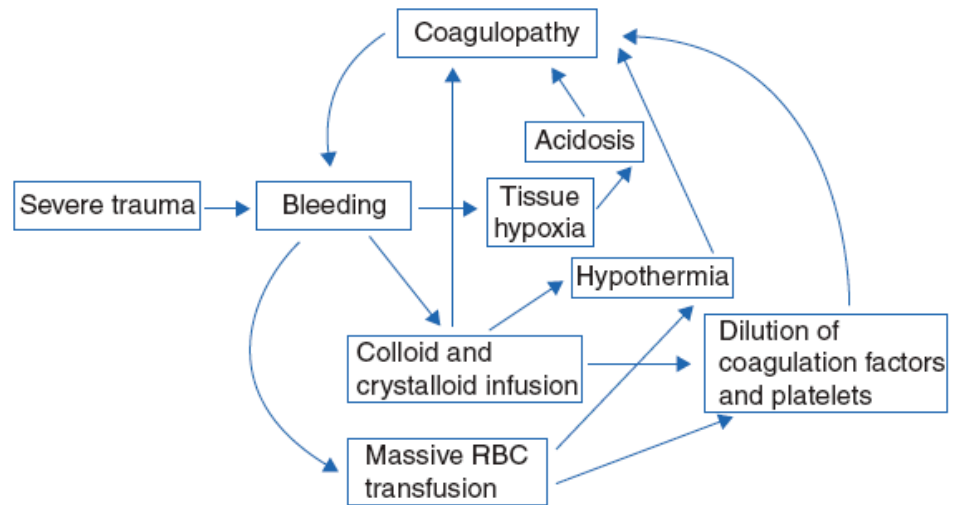 Coagulopathy
Acidosis
Severe trauma
Bleeding
Tissue
hypoxia
Hypothermia
Colloid and
crystalloid infusion
Dilution of
coagulation factors
and platelets
Massive RBC
transfusion